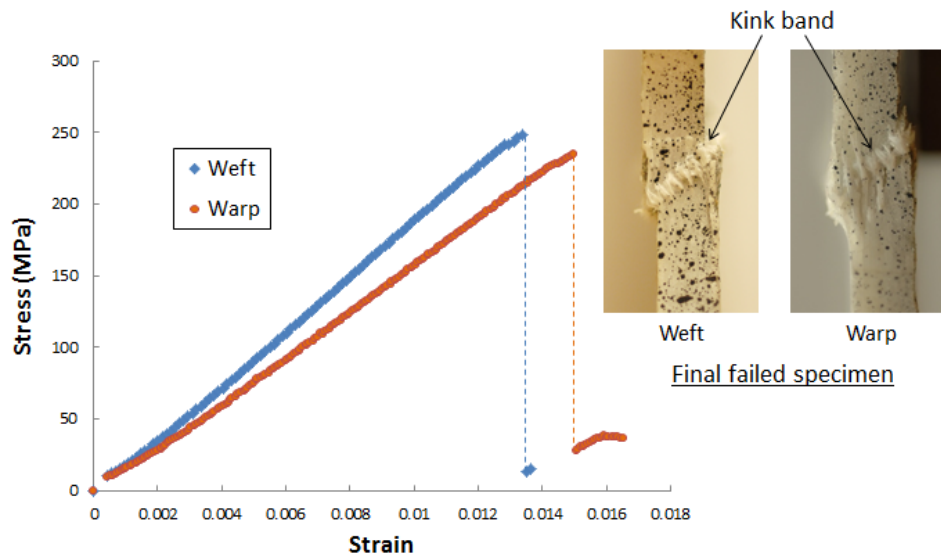 Kink band
300
250
200
150
100
50
0
Stress (MPa)
Weft
Warp
0 0.002 0.004 0.006 0.008 0.01 0.012 0.014 0.016 0.018
Strain
Weft Warp
Final failed specimen